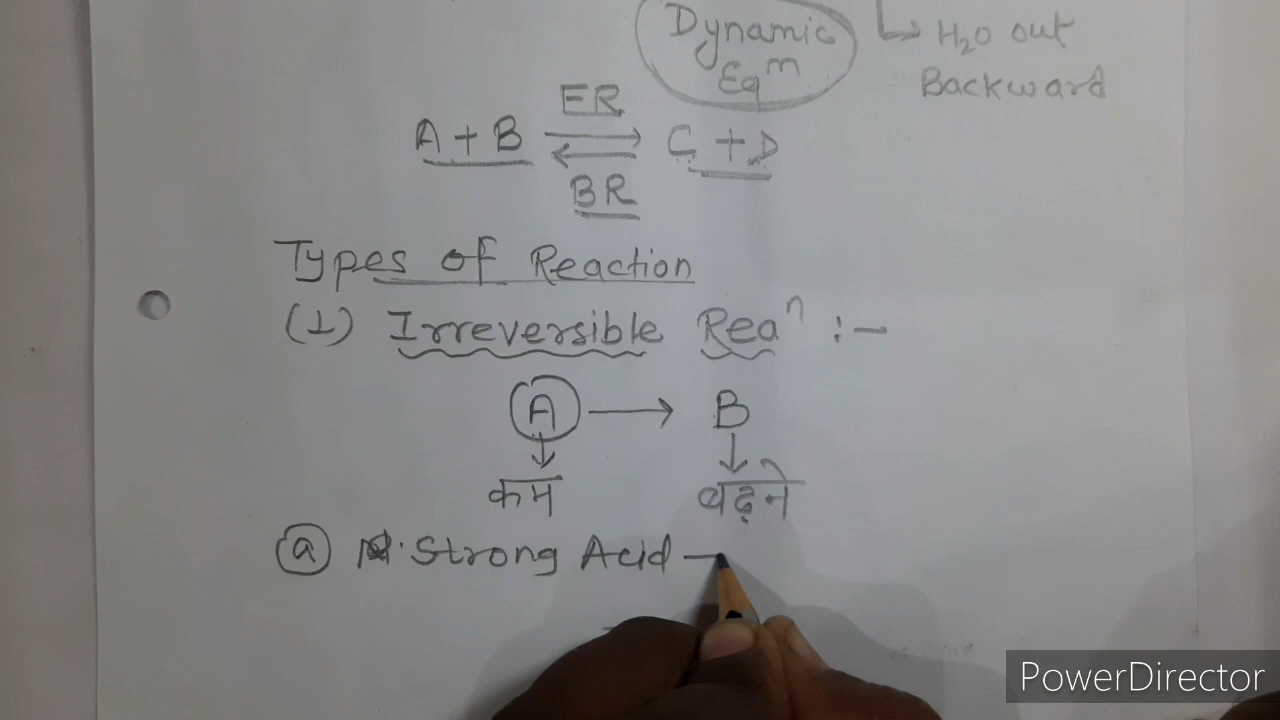 Dynamic
Eqᵐ
H₂O out
Backward
FR
A + B ⇌ C + D
BR
Types of Reaction
(1) Irreversible Reaⁿ :-
A → B
कम बढ़ने
(a) Strong Acid —
PowerDirector